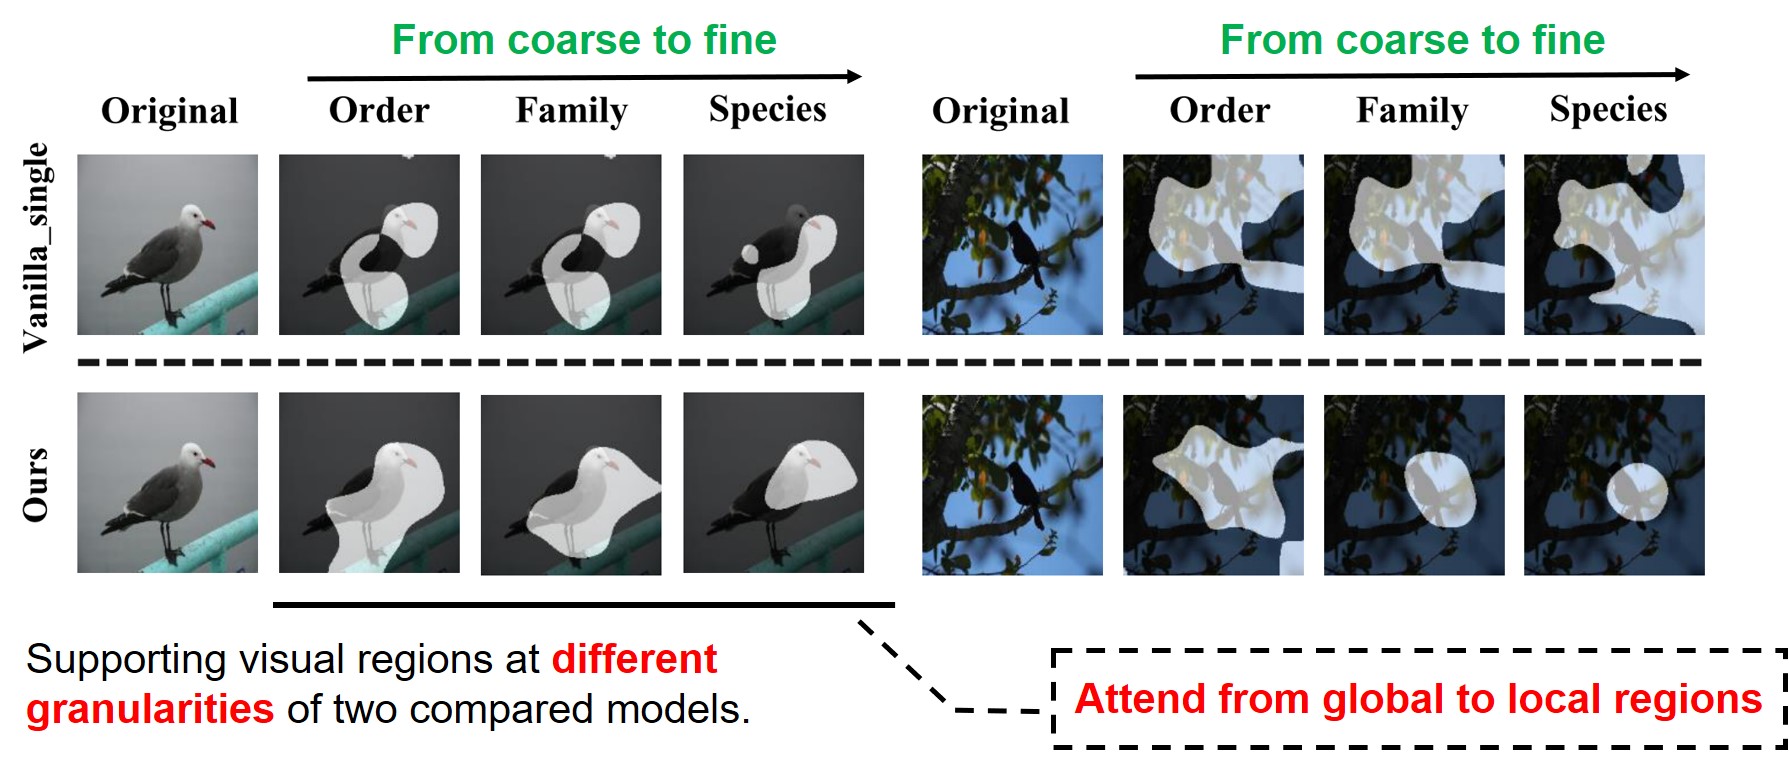 From coarse to fine
From coarse to fine
Original Order Family Species Original Order Family Species
Vanilla_single
Ours
Supporting visual regions at different
granularities of two compared models.
Attend from global to local regions